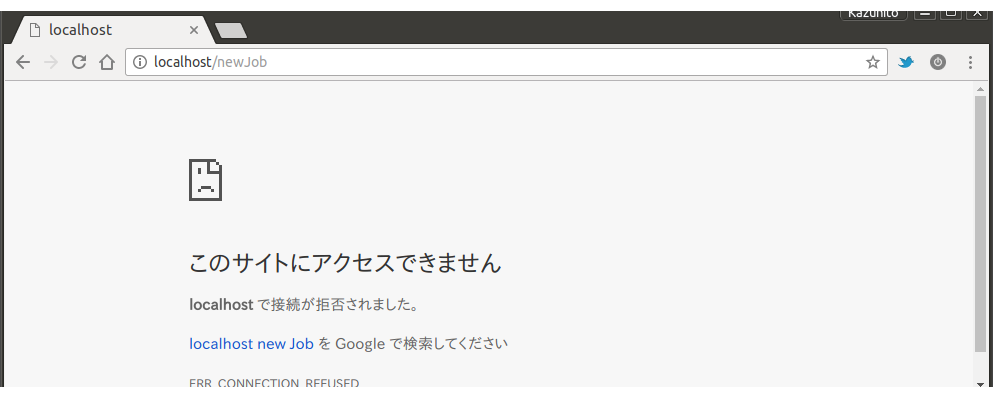 Kazuhito
localhost
localhost/newJob
このサイトにアクセスできません
localhost で接続が拒否されました。
localhost new Job を Google で検索してください
ERR_CONNECTION_REFUSED